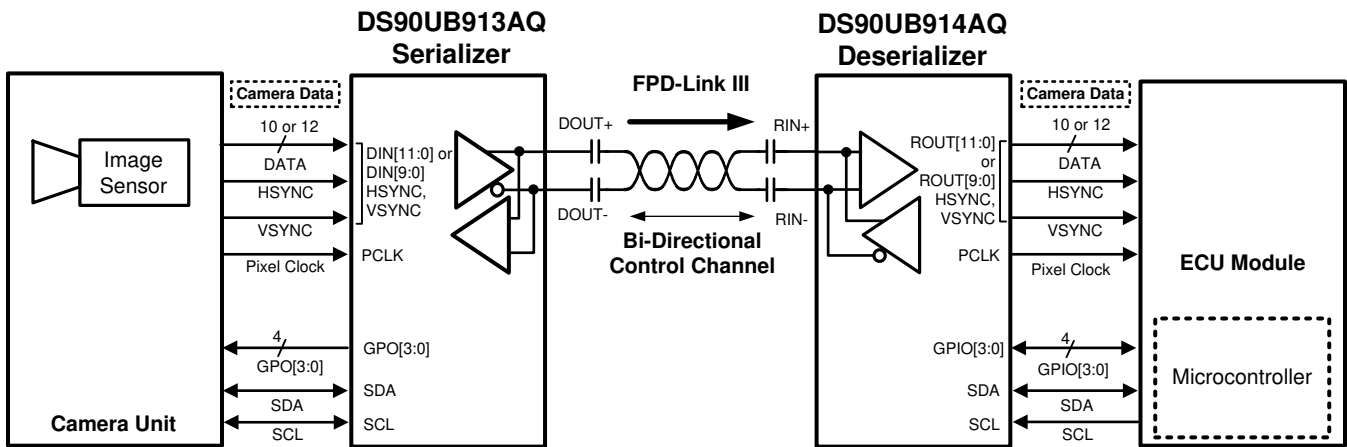 DS90UB913AQ
Serializer
DS90UB914AQ
Deserializer
Camera Data
FPD-Link III
Camera Data
10 or 12
DATA
HSYNC
VSYNC
Pixel Clock
Image
Sensor
DIN[11:0] or
DIN[9:0]
HSYNC,
VSYNC
PCLK
DOUT+
DOUT-
RIN+
RIN-
Bi-Directional
Control Channel
ROUT[11:0]
or
ROUT[9:0]
HSYNC,
VSYNC
PCLK
10 or 12
DATA
HSYNC
VSYNC
Pixel Clock
ECU Module
4
GPO[3:0]
GPO[3:0]
SDA
SDA
SCL
SCL
Camera Unit
GPIO[3:0]
4
GPIO[3:0]
SDA
SDA
SCL
SCL
Microcontroller